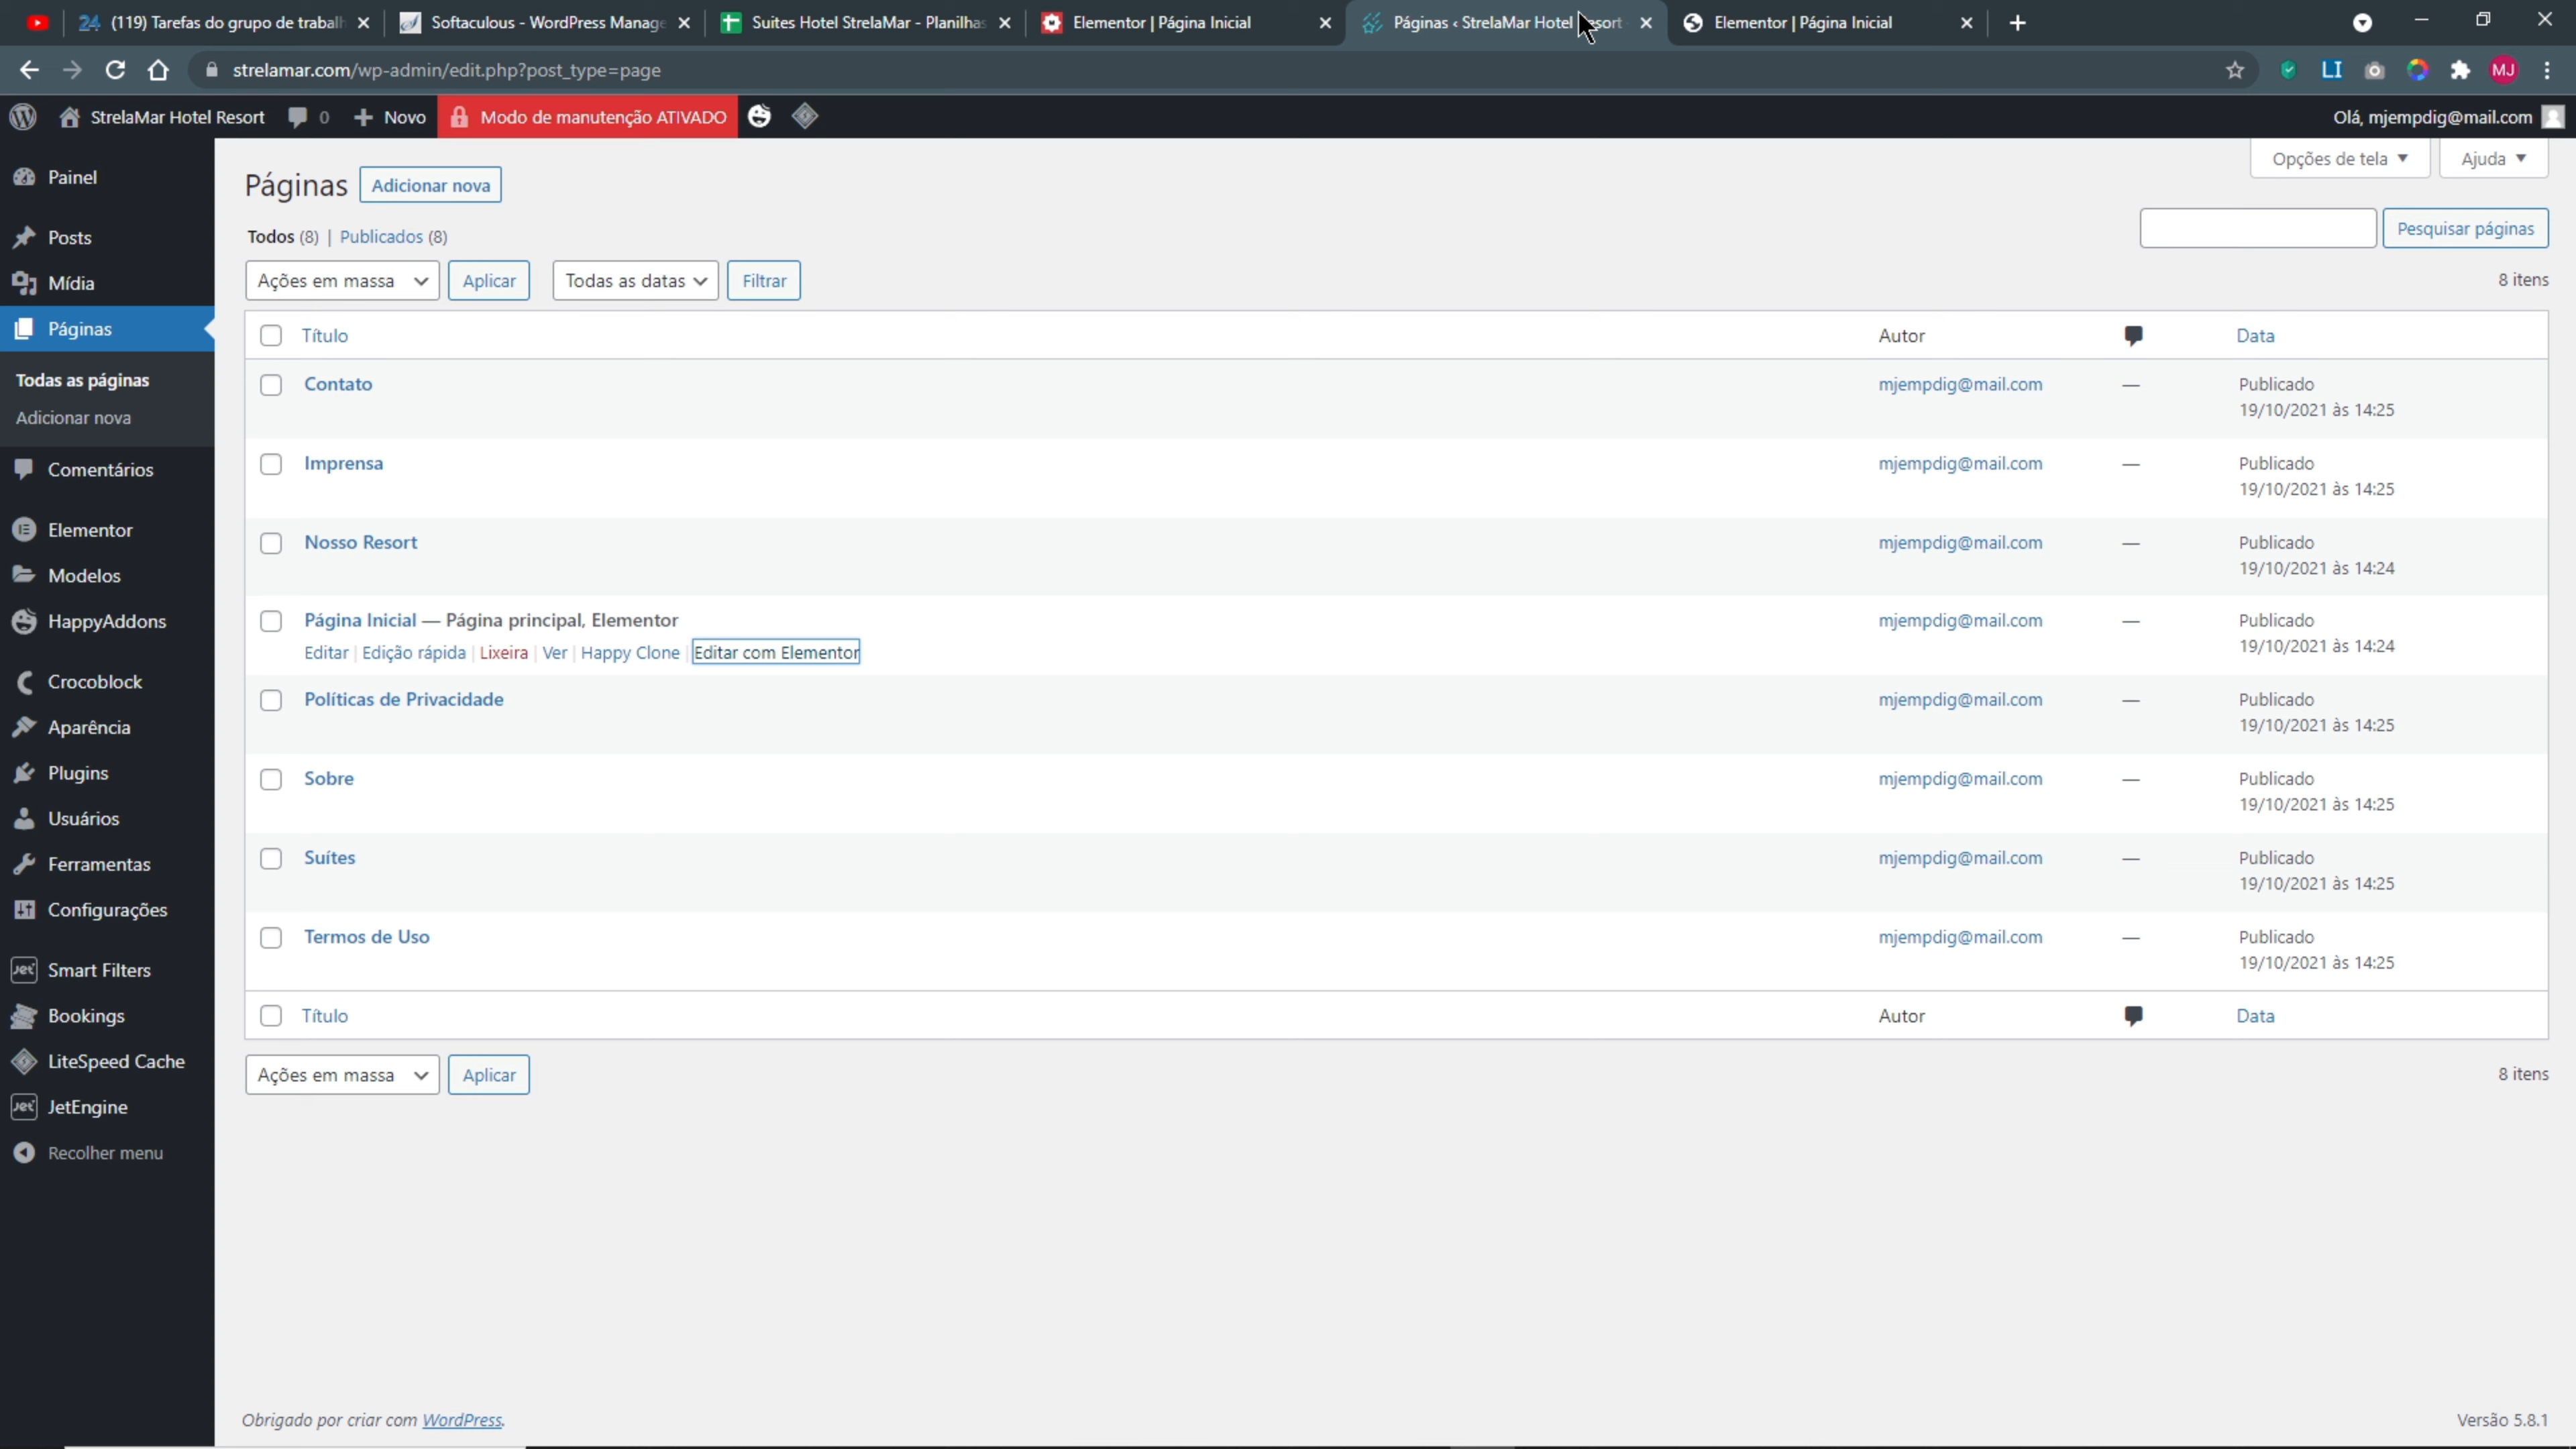 (119) Tarefas do grupo de trabalh
Softaculous - WordPress Manage
Suites Hotel StrelaMar - Planilhas
Elementor | Página Inicial
Páginas ‹ StrelaMar Hotel Resort
Elementor | Página Inicial
strelamar.com/wp-admin/edit.php?post_type=page
LI
MJ
StrelaMar Hotel Resort
0
Novo
Modo de manutenção ATIVADO
Olá, mjempdig@mail.com
Opções de tela
Ajuda
Painel
Posts
Mídia
Páginas
Todas as páginas
Adicionar nova
Comentários
Elementor
Modelos
HappyAddons
Crocoblock
Aparência
Plugins
Usuários
Ferramentas
Configurações
Jet Smart Filters
Bookings
LiteSpeed Cache
Jet JetEngine
Recolher menu
Páginas Adicionar nova
Todos (8) | Publicados (8)
Pesquisar páginas
Ações em massa Aplicar Todas as datas Filtrar
8 itens
Título Autor Data
Contato mjempdig@mail.com — Publicado
19/10/2021 às 14:25
Imprensa mjempdig@mail.com — Publicado
19/10/2021 às 14:25
Nosso Resort mjempdig@mail.com — Publicado
19/10/2021 às 14:24
Página Inicial — Página principal, Elementor mjempdig@mail.com — Publicado
Editar | Edição rápida | Lixeira | Ver | Happy Clone | Editar com Elementor 19/10/2021 às 14:24
Políticas de Privacidade mjempdig@mail.com — Publicado
19/10/2021 às 14:25
Sobre mjempdig@mail.com — Publicado
19/10/2021 às 14:25
Suítes mjempdig@mail.com — Publicado
19/10/2021 às 14:25
Termos de Uso mjempdig@mail.com — Publicado
19/10/2021 às 14:25
Título Autor Data
Ações em massa Aplicar
8 itens
Obrigado por criar com WordPress.
Versão 5.8.1